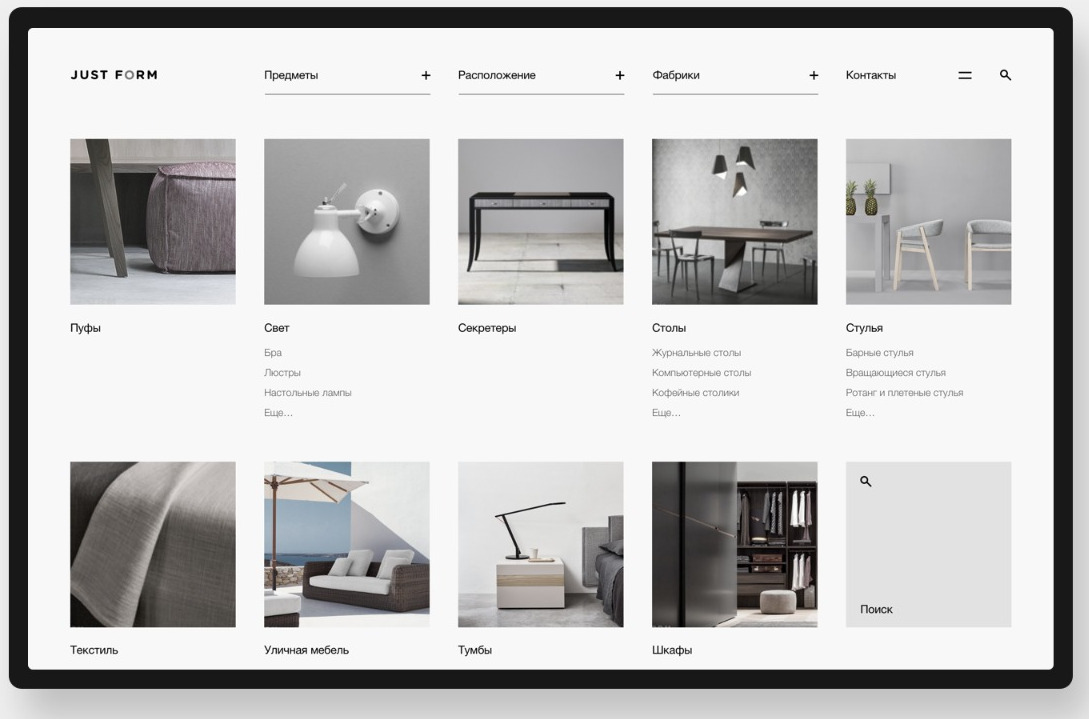 JUST FORM
Предметы
Расположение
Фабрики
Контакты
Пуфы
Свет
Бра
Люстры
Настольные лампы
Еще...
Секретеры
Столы
Журнальные столы
Компьютерные столы
Кофейные столики
Еще...
Стулья
Барные стулья
Вращающиеся стулья
Ротанг и плетеные стулья
Еще...
Поиск
Текстиль
Уличная мебель
Тумбы
Шкафы